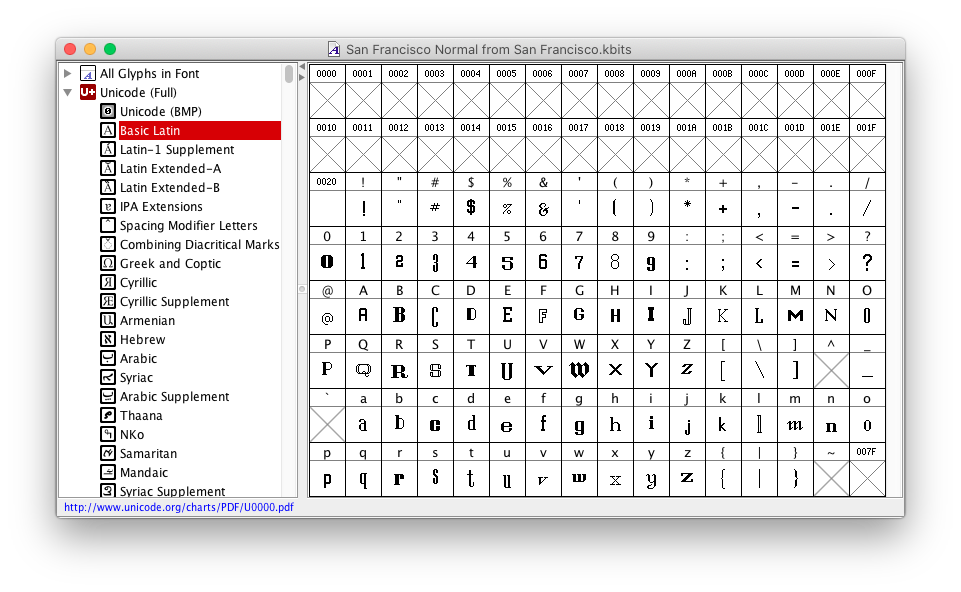 San Francisco Normal from San Francisco.kbits
All Glyphs in Font
Unicode (Full)
Unicode (BMP)
Basic Latin
Latin-1 Supplement
Latin Extended-A
Latin Extended-B
IPA Extensions
Spacing Modifier Letters
Combining Diacritical Marks
Greek and Coptic
Cyrillic
Cyrillic Supplement
Armenian
Hebrew
Arabic
Syriac
Arabic Supplement
Thaana
NKo
Samaritan
Mandaic
Syriac Supplement
0000 0001 0002 0003 0004 0005 0006 0007 0008 0009 000A 000B 000C 000D 000E 000F
0010 0011 0012 0013 0014 0015 0016 0017 0018 0019 001A 001B 001C 001D 001E 001F
0020 ! " # $ % & ' ( ) * + , - . /
! " # $ % & ' ( ) * + , - . /
0 1 2 3 4 5 6 7 8 9 : ; < = > ?
0 1 2 3 4 5 6 7 8 9 : ; < = > ?
@ A B C D E F G H I J K L M N O
@ A B C D E F G H I J K L M N O
P Q R S T U V W X Y Z [ \ ] ^ _
P Q R S T U V W X Y Z [ \ ] _
` a b c d e f g h i j k l m n o
a b c d e f g h i j k l m n o
p q r s t u v w x y z { | } ~ 007F
p q r s t u v w x y z { | }
http://www.unicode.org/charts/PDF/U0000.pdf